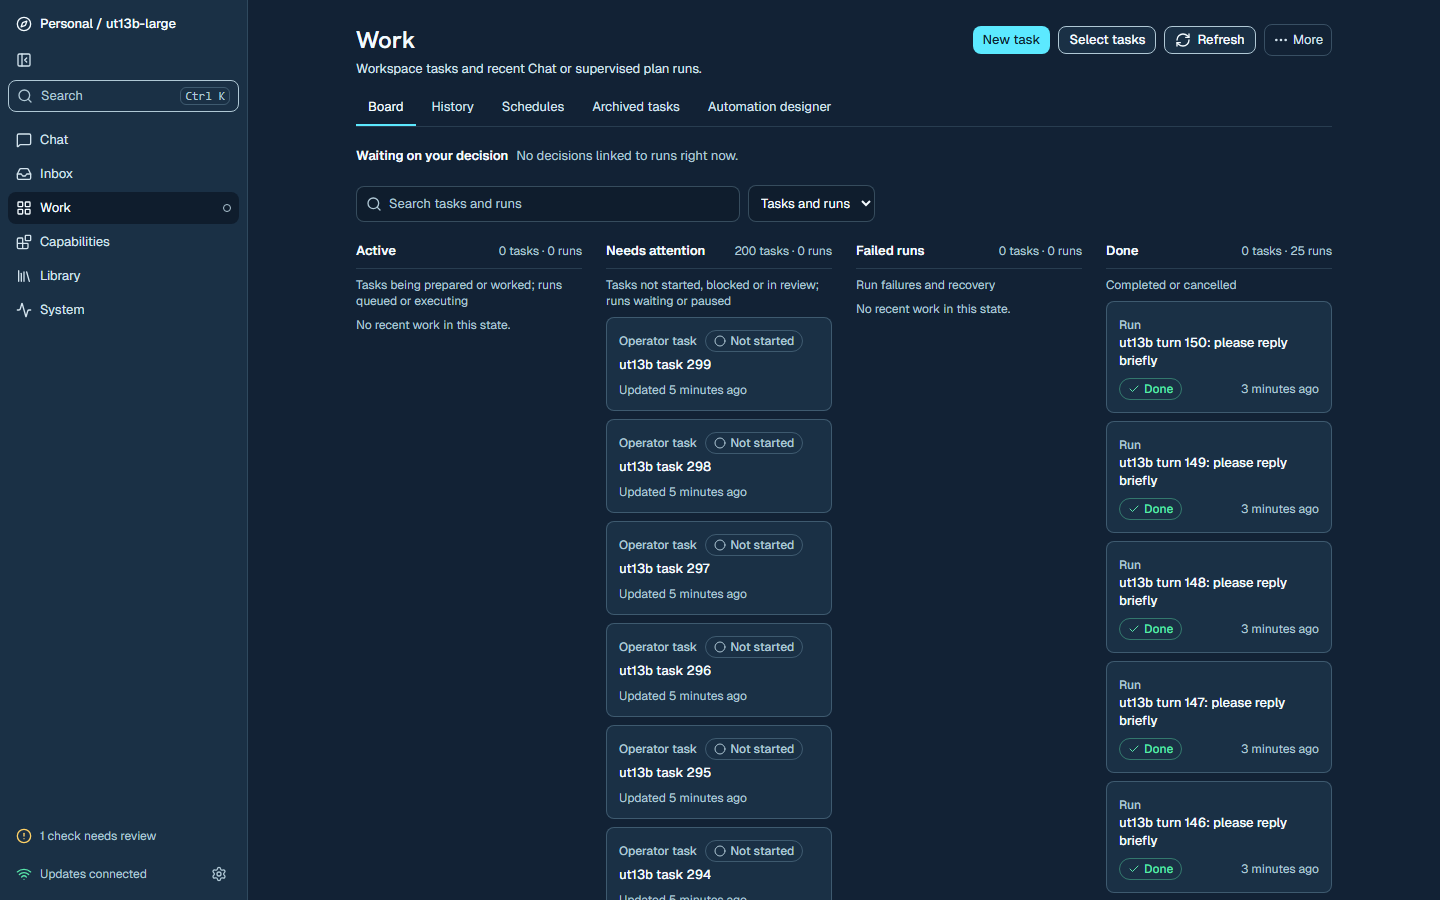 Personal / ut13b-large
Search Ctrl K
Chat
Inbox
Work
Capabilities
Library
System
1 check needs review
Updates connected
Work
New task
Select tasks
Refresh
··· More
Workspace tasks and recent Chat or supervised plan runs.
Board
History
Schedules
Archived tasks
Automation designer
Waiting on your decision No decisions linked to runs right now.
Search tasks and runs
Tasks and runs
Active 0 tasks · 0 runs
Tasks being prepared or worked; runs
queued or executing
No recent work in this state.
Needs attention 200 tasks · 0 runs
Tasks not started, blocked or in review;
runs waiting or paused
Operator task Not started
ut13b task 299
Updated 5 minutes ago
Operator task Not started
ut13b task 298
Updated 5 minutes ago
Operator task Not started
ut13b task 297
Updated 5 minutes ago
Operator task Not started
ut13b task 296
Updated 5 minutes ago
Operator task Not started
ut13b task 295
Updated 5 minutes ago
Operator task Not started
ut13b task 294
Updated 5 minutes ago
Failed runs 0 tasks · 0 runs
Run failures and recovery
No recent work in this state.
Done 0 tasks · 25 runs
Completed or cancelled
Run
ut13b turn 150: please reply
briefly
Done 3 minutes ago
Run
ut13b turn 149: please reply
briefly
Done 3 minutes ago
Run
ut13b turn 148: please reply
briefly
Done 3 minutes ago
Run
ut13b turn 147: please reply
briefly
Done 3 minutes ago
Run
ut13b turn 146: please reply
briefly
Done 3 minutes ago